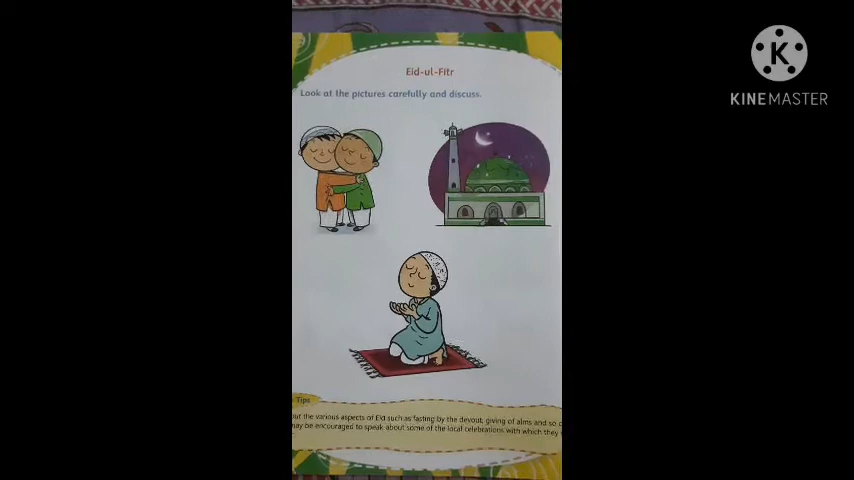 Eid-ul-Fitr
Look at the pictures carefully and discuss.
K
KINEMASTER
Tips
the various aspects of Eid such as fasting by the devout, giving of alms and so
may be encouraged to speak about some of the local celebrations with which they